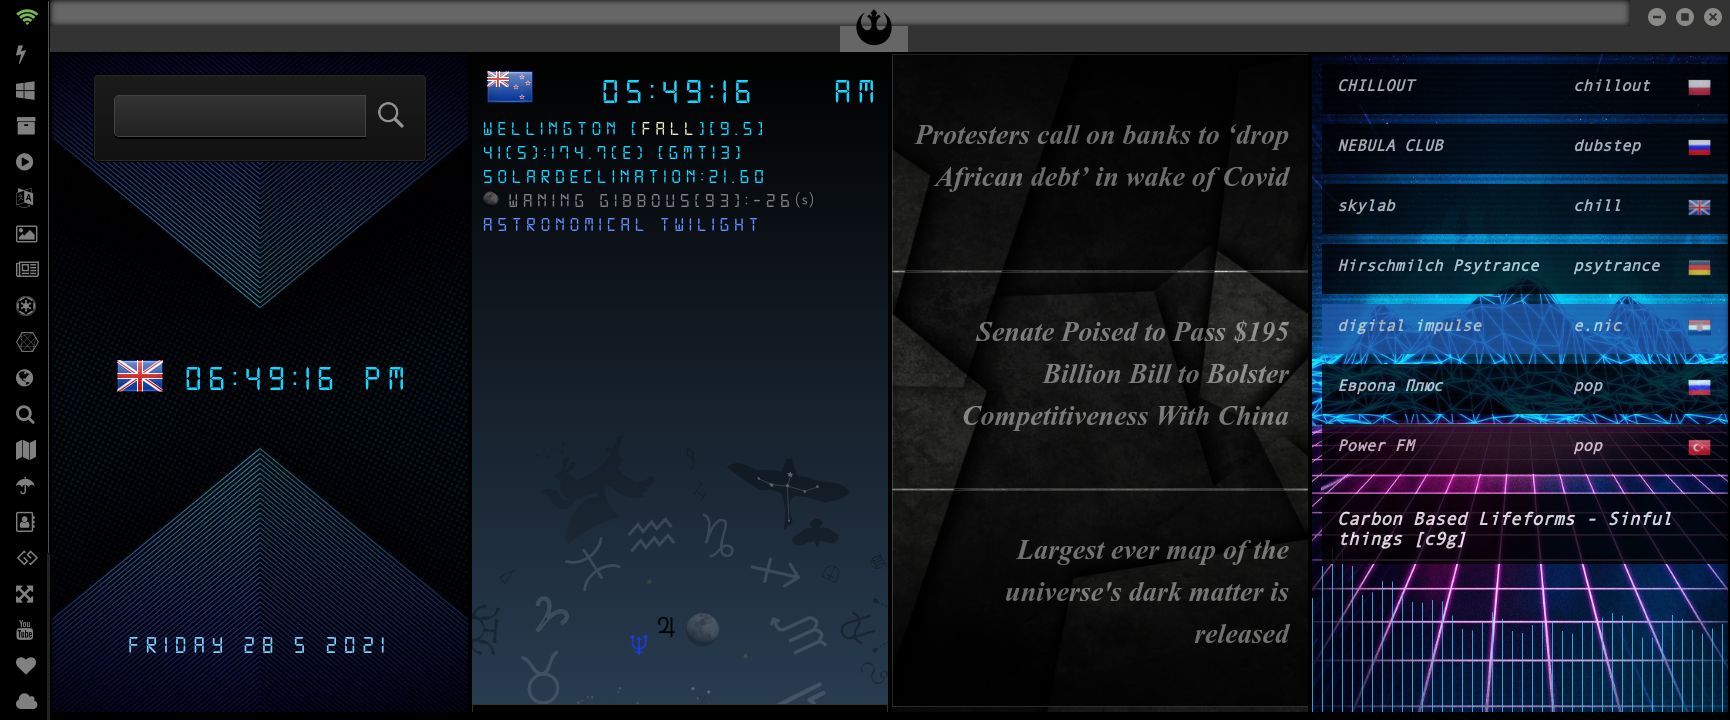 06:49:16 PM
FRIDAY 28 5 2021
05:49:16 AM
WELLINGTON [FALL][9.5]
41(S):174.7(E) [GMT13]
SOLARDECLINATION:21.60
WANING GIBBOUS[93]:-26(s)
ASTRONOMICAL TWILIGHT
Protesters call on banks to ‘drop
African debt’ in wake of Covid
Senate Poised to Pass $195
Billion Bill to Bolster
Competitiveness With China
Largest ever map of the
universe's dark matter is
released
CHILLOUT chillout
NEBULA CLUB dubstep
skylab chill
Hirschmilch Psytrance psytrance
digital impulse e.nic
Европа Плюс pop
Power FM pop
Carbon Based Lifeforms - Sinful
things [c9g]
You
Tube